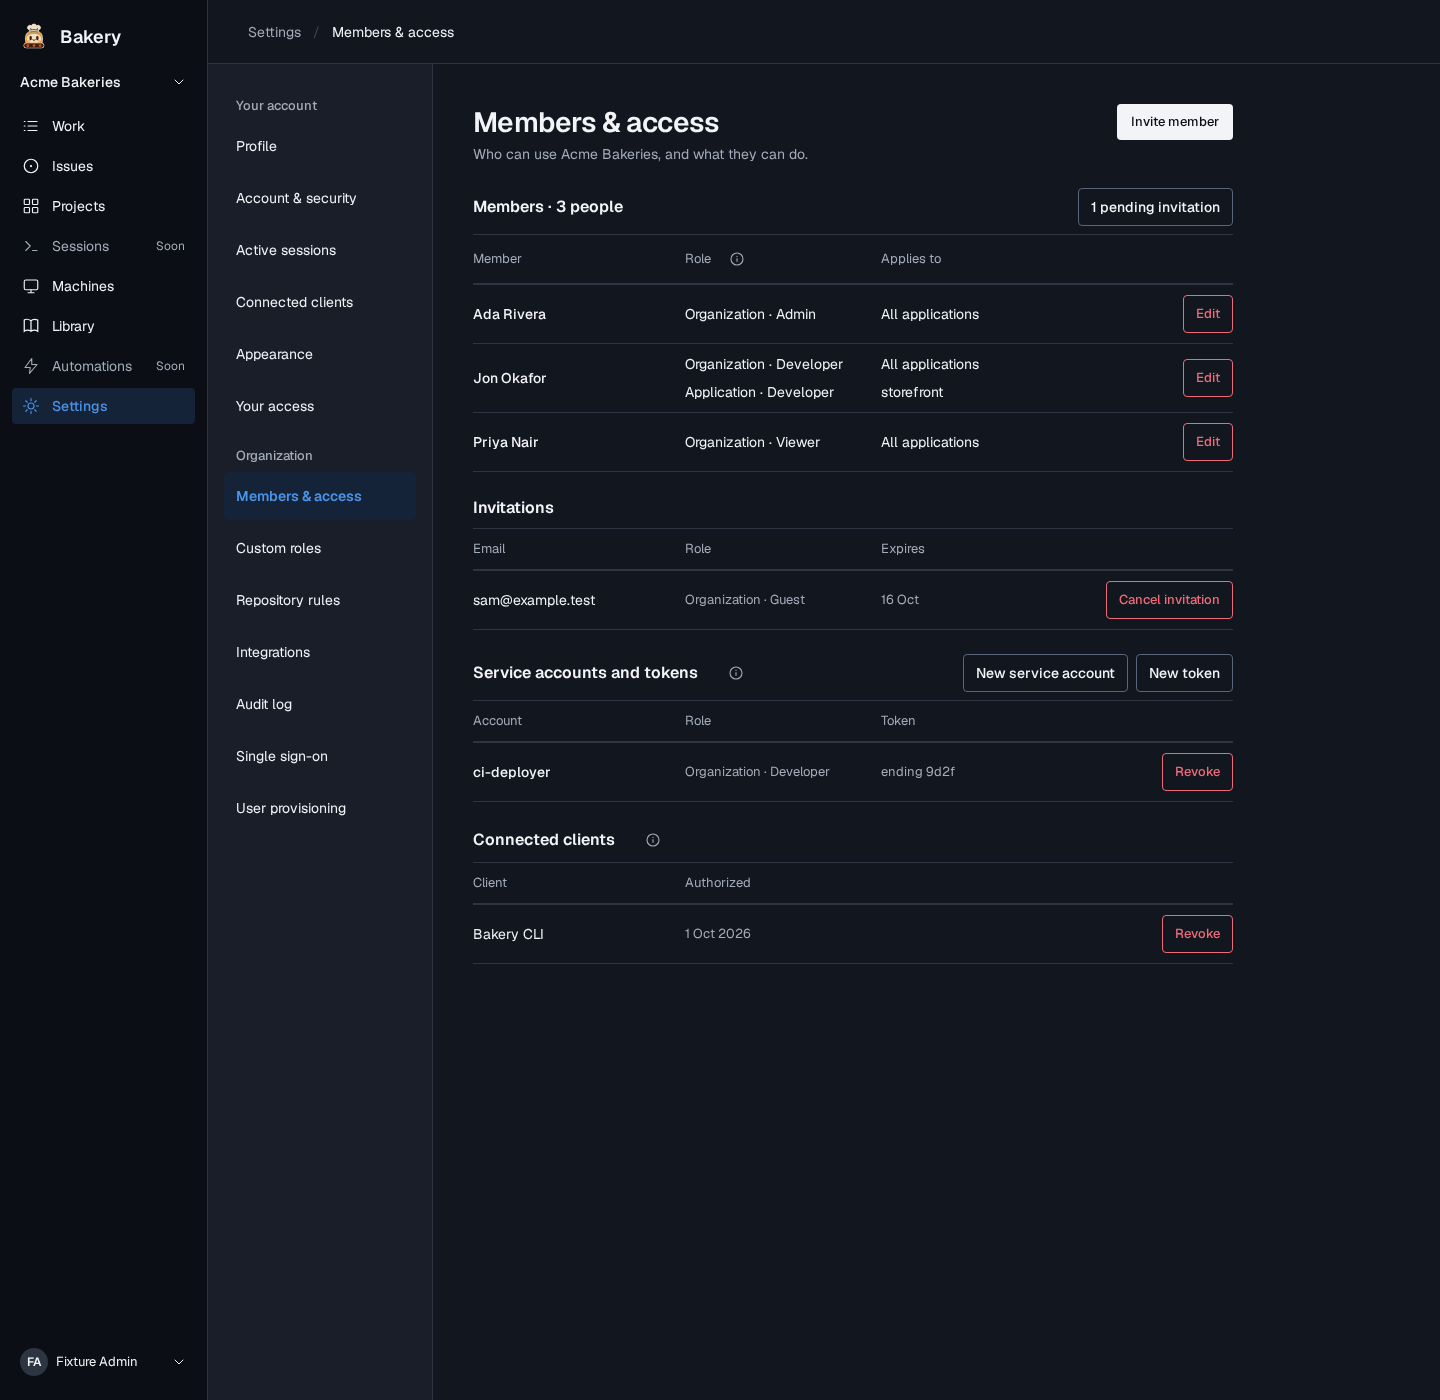 Bakery
Acme Bakeries
Work
Issues
Projects
Sessions Soon
Machines
Library
Automations Soon
Settings
FA Fixture Admin
Settings / Members & access
Your account
Profile
Account & security
Active sessions
Connected clients
Appearance
Your access
Organization
Members & access
Custom roles
Repository rules
Integrations
Audit log
Single sign-on
User provisioning
Members & access
Invite member
Who can use Acme Bakeries, and what they can do.
Members · 3 people
1 pending invitation
Member Role Applies to
Ada Rivera Organization · Admin All applications Edit
Jon Okafor Organization · Developer All applications Edit
Application · Developer storefront
Priya Nair Organization · Viewer All applications Edit
Invitations
Email Role Expires
sam@example.test Organization · Guest 16 Oct Cancel invitation
Service accounts and tokens
New service account New token
Account Role Token
ci-deployer Organization · Developer ending 9d2f Revoke
Connected clients
Client Authorized
Bakery CLI 1 Oct 2026 Revoke